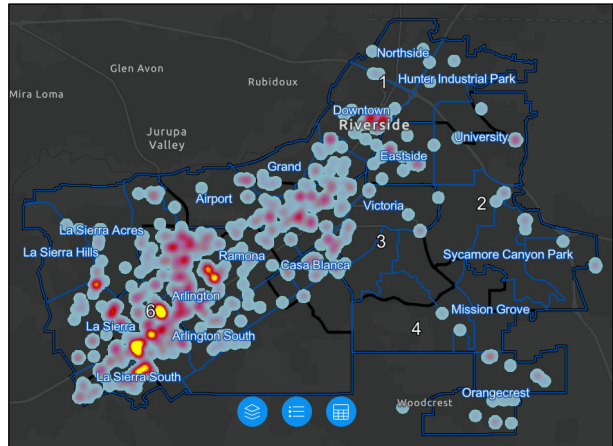 Northside
Glen Avon
Hunter Industrial Park
1
Rubidoux
Mira Loma
Downtown
Riverside
Jurupa
Valley
University
Eastside
Grand
Airport
Victoria
2
La Sierra Acres
3
La Sierra Hills
Ramona
Sycamore Canyon Park
Casa Blanca
Arlington
6
Mission Grove
La Sierra
4
Arlington South
La Sierra South
Orangecrest
Woodcrest